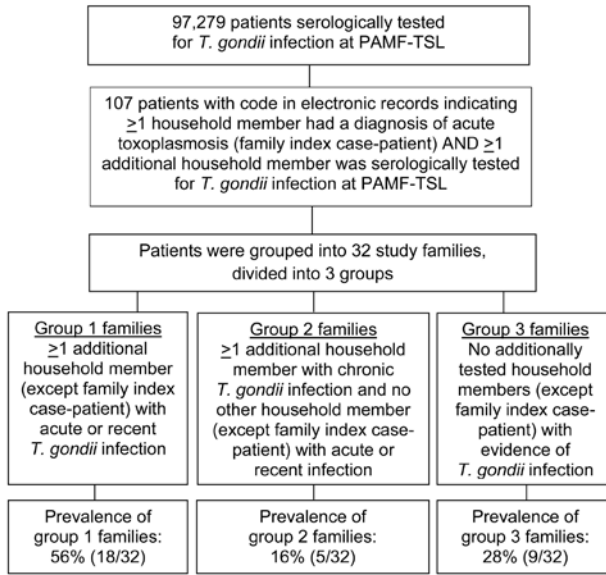 97,279 patients serologically tested
for T. gondii infection at PAMF-TSL
107 patients with code in electronic records indicating
≥1 household member had a diagnosis of acute
toxoplasmosis (family index case-patient) AND ≥1
additional household member was serologically tested
for T. gondii infection at PAMF-TSL
Patients were grouped into 32 study families,
divided into 3 groups
Group 1 families
≥1 additional
household member
(except family index
case-patient) with
acute or recent
T. gondii infection
Group 2 families
≥1 additional household
member with chronic
T. gondii infection and no
other household member
(except family index case-
patient) with acute or
recent infection
Group 3 families
No additionally
tested household
members (except
family index case-
patient) with
evidence of
T. gondii infection
Prevalence of
group 1 families:
56% (18/32)
Prevalence of
group 2 families:
16% (5/32)
Prevalence of
group 3 families:
28% (9/32)